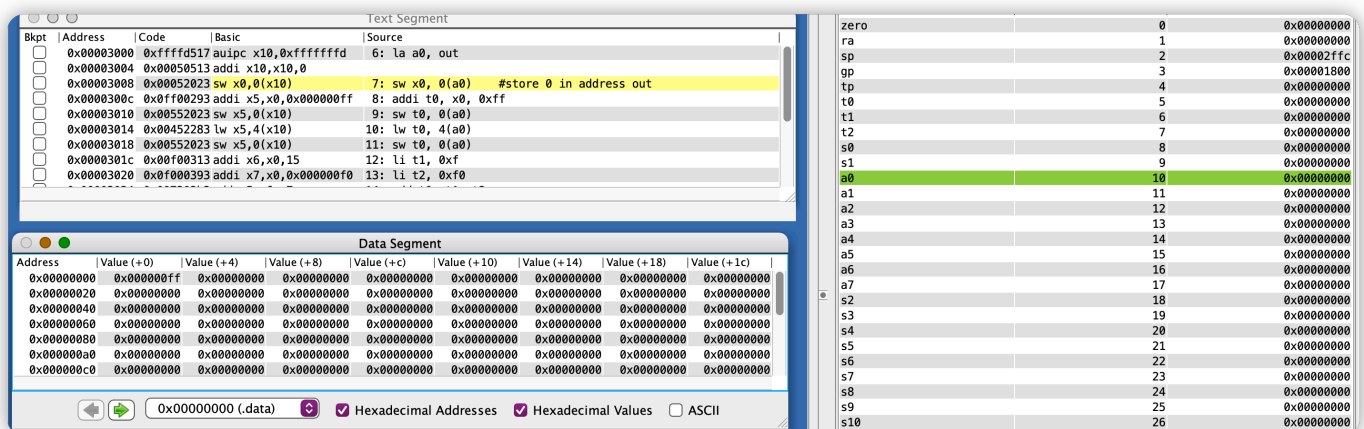 Text Segment
Bkpt Address Code Basic Source
0x00003000 0xffffd517 auipc x10,0xfffffffd 6: la a0, out
0x00003004 0x00050513 addi x10,x10,0
0x00003008 0x00052023 sw x0,0(x10) 7: sw x0, 0(a0) #store 0 in address out
0x0000300c 0x0ff00293 addi x5,x0,0x000000ff 8: addi t0, x0, 0xff
0x00003010 0x00552023 sw x5,0(x10) 9: sw t0, 0(a0)
0x00003014 0x00452283 lw x5,4(x10) 10: lw t0, 4(a0)
0x00003018 0x00552023 sw x5,0(x10) 11: sw t0, 0(a0)
0x0000301c 0x00f00313 addi x6,x0,15 12: li t1, 0xf
0x00003020 0x0f000393 addi x7,x0,0x000000f0 13: li t2, 0xf0
Data Segment
Address Value (+0) Value (+4) Value (+8) Value (+c) Value (+10) Value (+14) Value (+18) Value (+1c)
0x00000000 0x000000ff 0x00000000 0x00000000 0x00000000 0x00000000 0x00000000 0x00000000 0x00000000
0x00000020 0x00000000 0x00000000 0x00000000 0x00000000 0x00000000 0x00000000 0x00000000 0x00000000
0x00000040 0x00000000 0x00000000 0x00000000 0x00000000 0x00000000 0x00000000 0x00000000 0x00000000
0x00000060 0x00000000 0x00000000 0x00000000 0x00000000 0x00000000 0x00000000 0x00000000 0x00000000
0x00000080 0x00000000 0x00000000 0x00000000 0x00000000 0x00000000 0x00000000 0x00000000 0x00000000
0x000000a0 0x00000000 0x00000000 0x00000000 0x00000000 0x00000000 0x00000000 0x00000000 0x00000000
0x000000c0 0x00000000 0x00000000 0x00000000 0x00000000 0x00000000 0x00000000 0x00000000 0x00000000
0x00000000 (.data) Hexadecimal Addresses Hexadecimal Values ASCII
zero 0 0x00000000
ra 1 0x00000000
sp 2 0x00002ffc
gp 3 0x00001800
tp 4 0x00000000
t0 5 0x00000000
t1 6 0x00000000
t2 7 0x00000000
s0 8 0x00000000
s1 9 0x00000000
a0 10 0x00000000
a1 11 0x00000000
a2 12 0x00000000
a3 13 0x00000000
a4 14 0x00000000
a5 15 0x00000000
a6 16 0x00000000
a7 17 0x00000000
s2 18 0x00000000
s3 19 0x00000000
s4 20 0x00000000
s5 21 0x00000000
s6 22 0x00000000
s7 23 0x00000000
s8 24 0x00000000
s9 25 0x00000000
s10 26 0x00000000